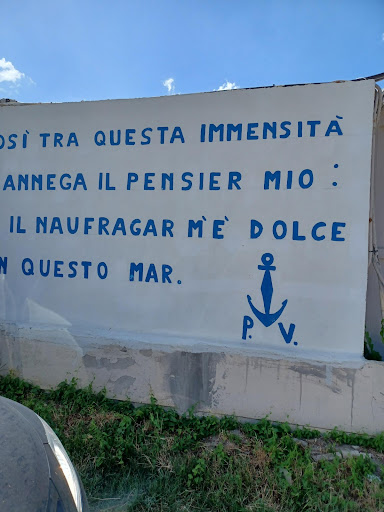 OSÌ TRA QUESTA IMMENSITÀ
ANNEGA IL PENSIER MIO :
IL NAUFRAGAR M'È DOLCE
N QUESTO MAR.
P. V.